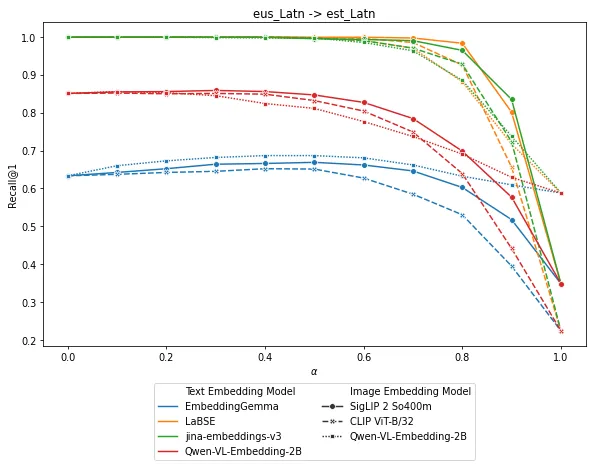 eus_Latn -> est_Latn
Recall@1
1.0
0.9
0.8
0.7
0.6
0.5
0.4
0.3
0.2
0.0 0.2 0.4 0.6 0.8 1.0
α
Text Embedding Model Image Embedding Model
EmbeddingGemma SigLIP 2 So400m
LaBSE CLIP ViT-B/32
jina-embeddings-v3 Qwen-VL-Embedding-2B
Qwen-VL-Embedding-2B